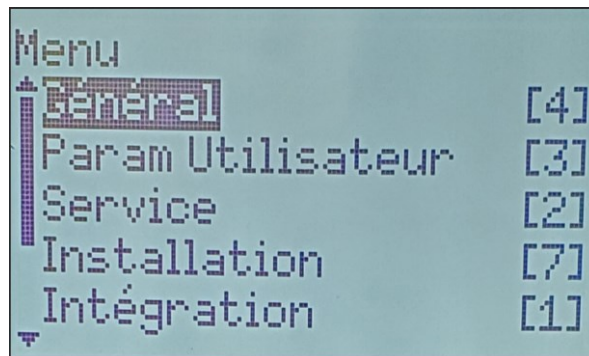 Menu
Général [4]
Param Utilisateur [3]
Service [2]
Installation [7]
Intégration [1]